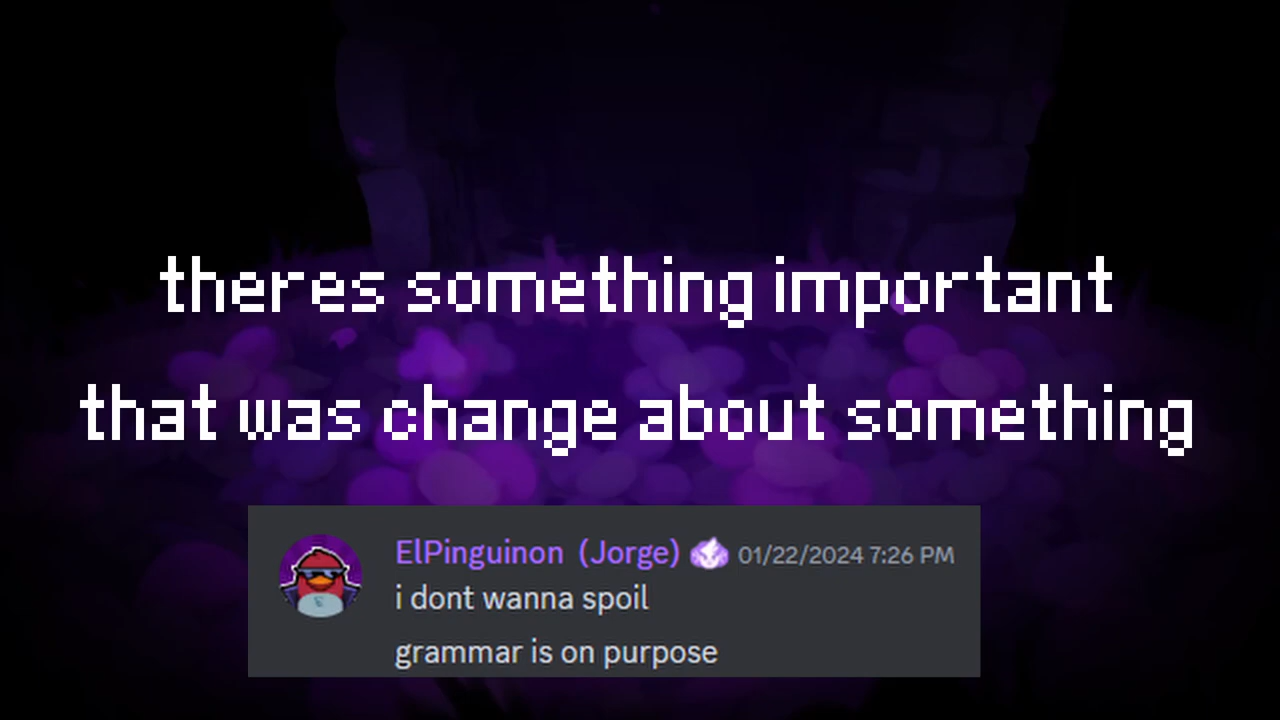 theres something important
that was change about something
ElPinguinon (Jorge) 01/22/2024 7:26 PM
i dont wanna spoil
grammar is on purpose